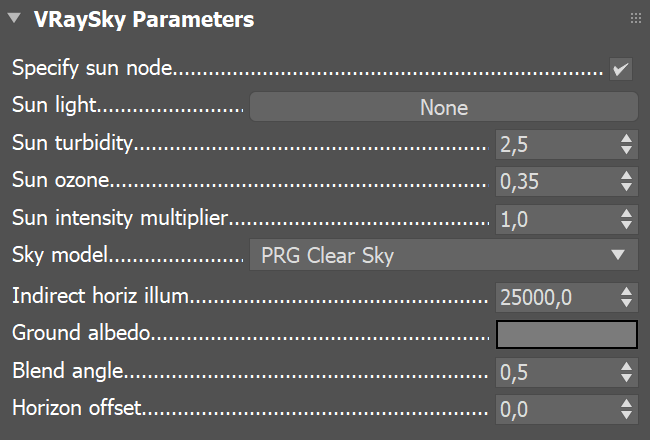 VRaySky Parameters
Specify sun node
Sun light None
Sun turbidity 2,5
Sun ozone 0,35
Sun intensity multiplier 1,0
Sky model PRG Clear Sky
Indirect horiz illum 25000,0
Ground albedo
Blend angle 0,5
Horizon offset 0,0